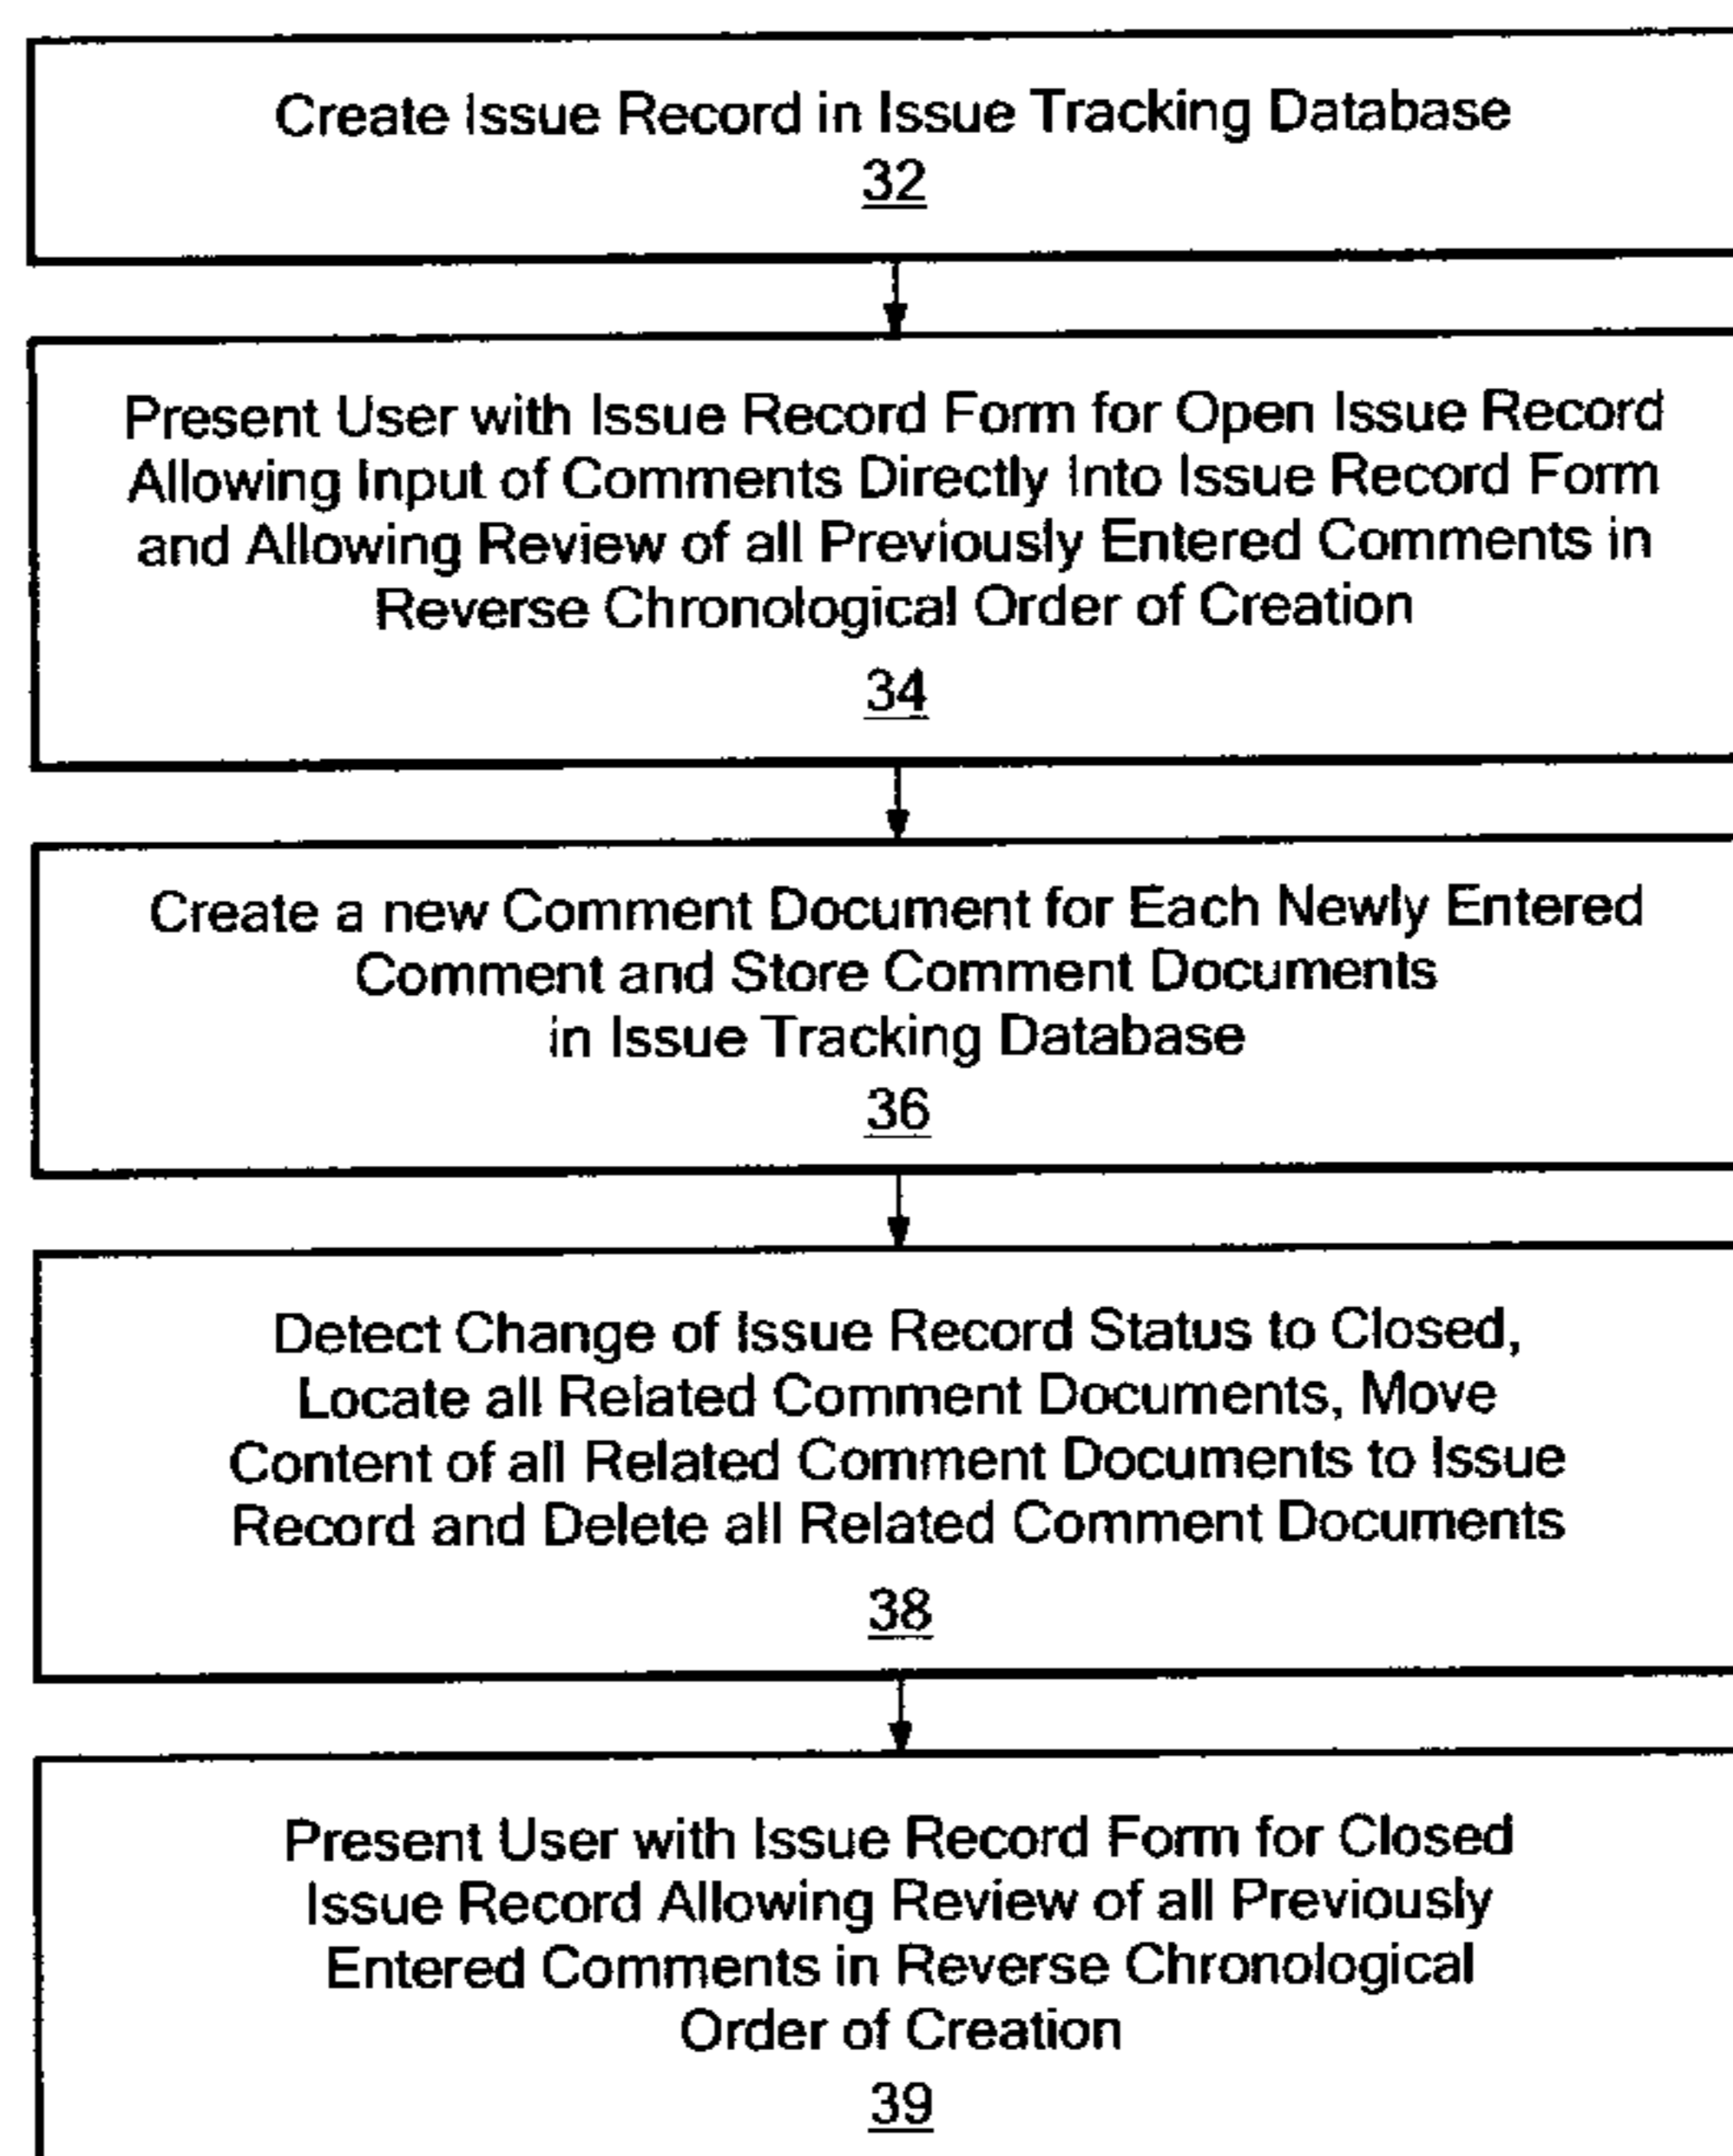 Create Issue Record in Issue Tracking Database
32
Present User with Issue Record Form for Open Issue Record
Allowing Input of Comments Directly Into Issue Record Form
and Allowing Review of all Previously Entered Comments in
Reverse Chronological Order of Creation
34
Create a new Comment Document for Each Newly Entered
Comment and Store Comment Documents
in Issue Tracking Database
36
Detect Change of Issue Record Status to Closed,
Locate all Related Comment Documents, Move
Content of all Related Comment Documents to Issue
Record and Delete all Related Comment Documents
38
Present User with Issue Record Form for Closed
Issue Record Allowing Review of all Previously
Entered Comments in Reverse Chronological
Order of Creation
39